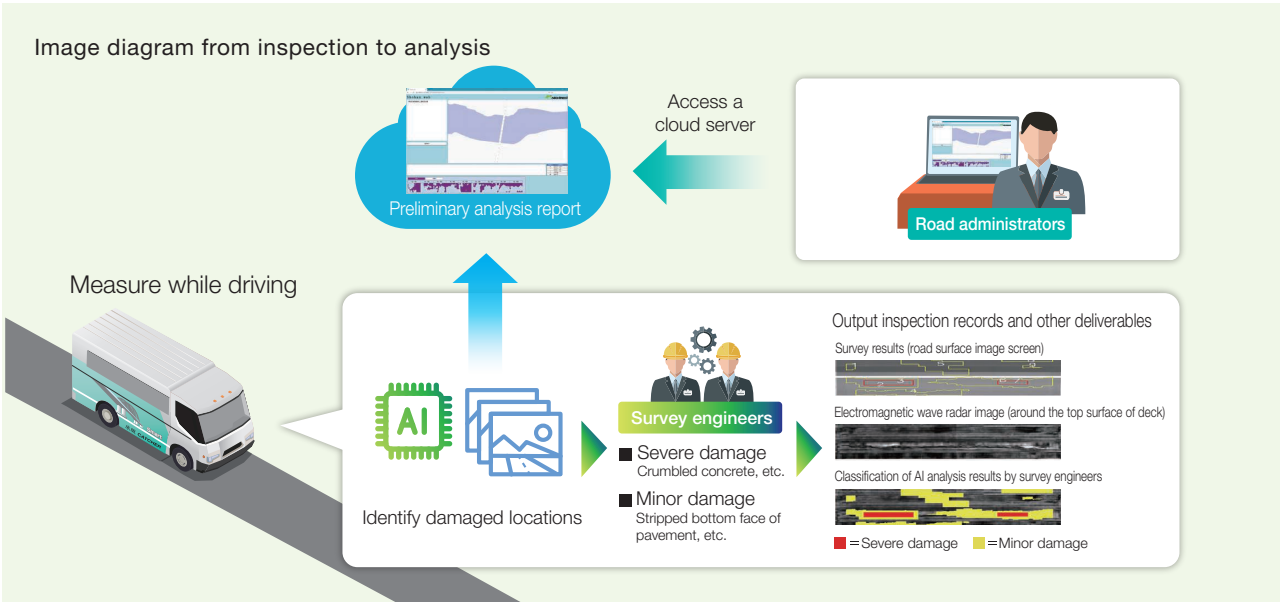 Image diagram from inspection to analysis
Access a
cloud server
Preliminary analysis report
Road administrators
Measure while driving
AI
Identify damaged locations
Survey engineers
■ Severe damage
Crumbled concrete, etc.
■ Minor damage
Stripped bottom face of
pavement, etc.
Output inspection records and other deliverables
Survey results (road surface image screen)
Electromagnetic wave radar image (around the top surface of deck)
Classification of AI analysis results by survey engineers
■ =Severe damage ■ =Minor damage